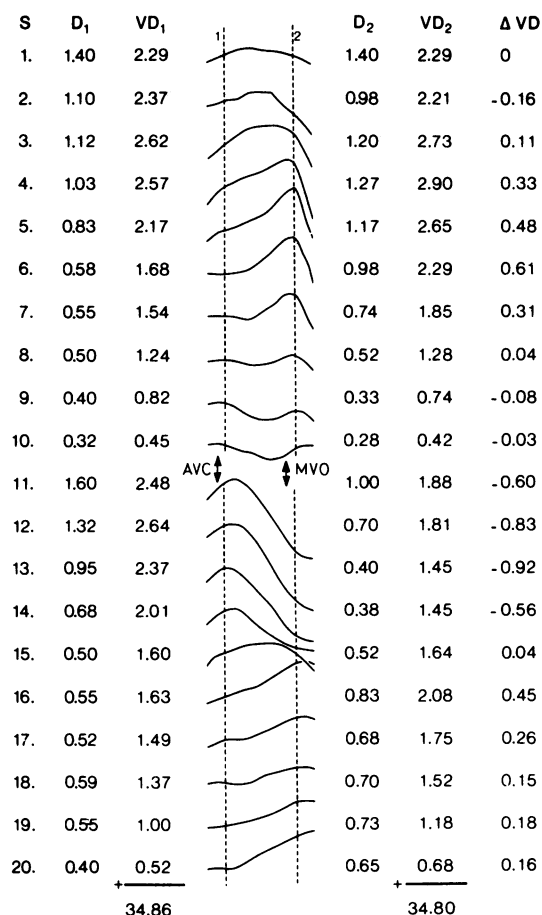 S D₁ VD₁ 1 2 D₂ VD₂ Δ VD
1. 1.40 2.29 1.40 2.29 0
2. 1.10 2.37 0.98 2.21 -0.16
3. 1.12 2.62 1.20 2.73 0.11
4. 1.03 2.57 1.27 2.90 0.33
5. 0.83 2.17 1.17 2.65 0.48
6. 0.58 1.68 0.98 2.29 0.61
7. 0.55 1.54 0.74 1.85 0.31
8. 0.50 1.24 0.52 1.28 0.04
9. 0.40 0.82 0.33 0.74 -0.08
10. 0.32 0.45 0.28 0.42 -0.03
AVC MVO
11. 1.60 2.48 1.00 1.88 -0.60
12. 1.32 2.64 0.70 1.81 -0.83
13. 0.95 2.37 0.40 1.45 -0.92
14. 0.68 2.01 0.38 1.45 -0.56
15. 0.50 1.60 0.52 1.64 0.04
16. 0.55 1.63 0.83 2.08 0.45
17. 0.52 1.49 0.68 1.75 0.26
18. 0.59 1.37 0.70 1.52 0.15
19. 0.55 1.00 0.73 1.18 0.18
20. 0.40 0.52 0.65 0.68 0.16
+ +
34.86 34.80